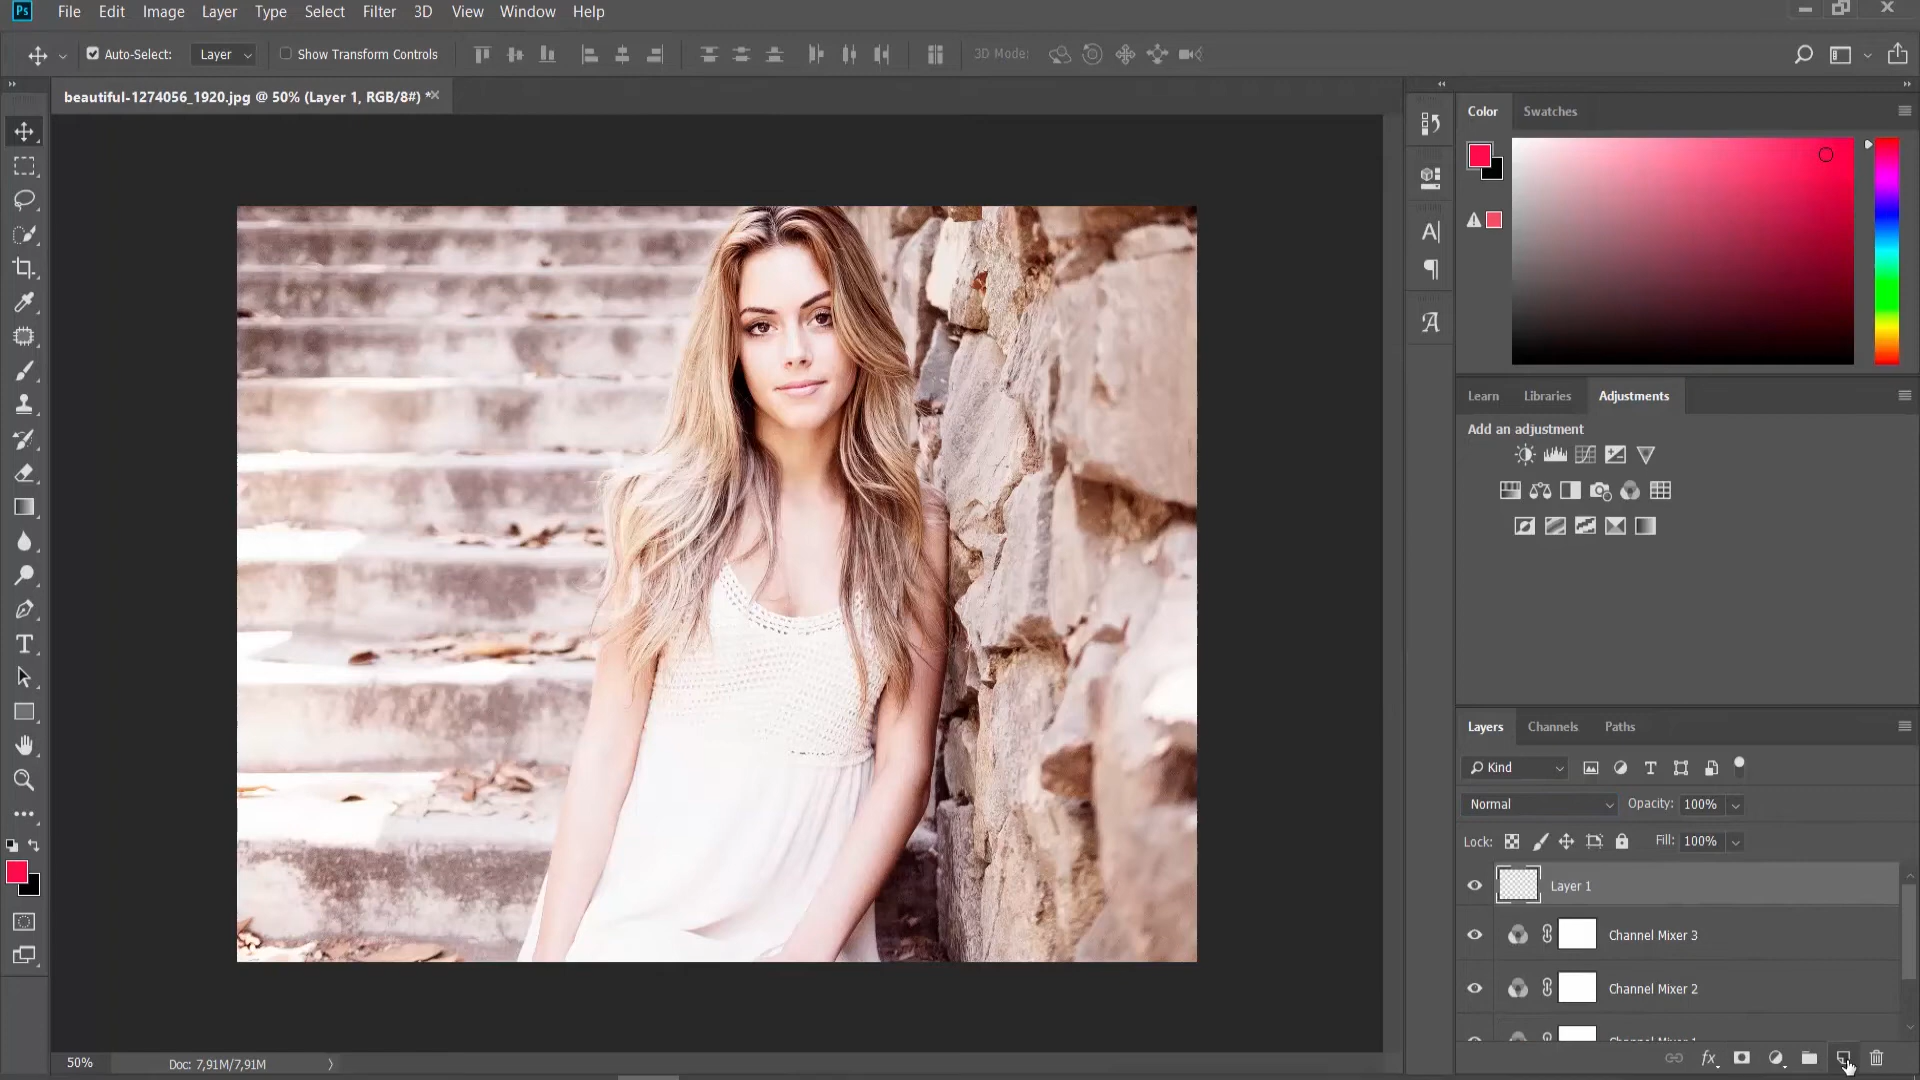 Ps File Edit Image Layer Type Select Filter 3D View Window Help
Auto-Select: Layer Show Transform Controls 3D Mode:
beautiful-1274056_1920.jpg @ 50% (Layer 1, RGB/8#) *
Color Swatches
Learn Libraries Adjustments
Add an adjustment
Layers Channels Paths
Kind
Normal Opacity: 100%
Lock: Fill: 100%
Layer 1
Channel Mixer 3
Channel Mixer 2
Channel Mixer 1
50% Doc: 7,91M/7,91M